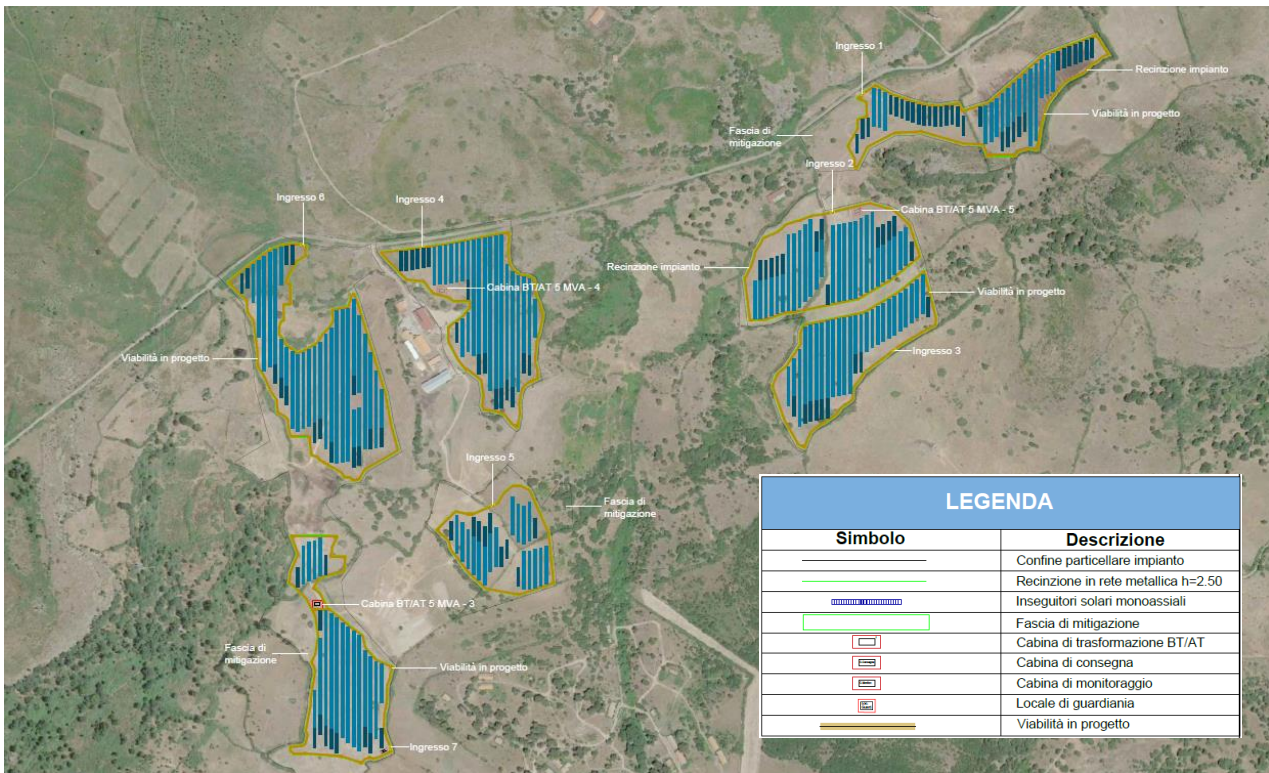 Ingresso 1
Recinzione impianto
Viabilità in progetto
Fascia di
mitigazione
Ingresso 2
Ingresso 6
Ingresso 4
Cabina BT/AT 5 MVA - 5
Recinzione impianto
Cabina BT/AT 5 MVA - 4
Viabilità in progetto
Viabilità in progetto
Ingresso 3
Ingresso 5
Fascia di
mitigazione
Cabina BT/AT 5 MVA - 3
Fascia di
mitigazione
Viabilità in progetto
Ingresso 7
LEGENDA
Simbolo Descrizione
Confine particellare impianto
Recinzione in rete metallica h=2.50
Inseguitori solari monoassiali
Fascia di mitigazione
Cabina di trasformazione BT/AT
Cabina di consegna
Cabina di monitoraggio
Locale di guardiania
Viabilità in progetto